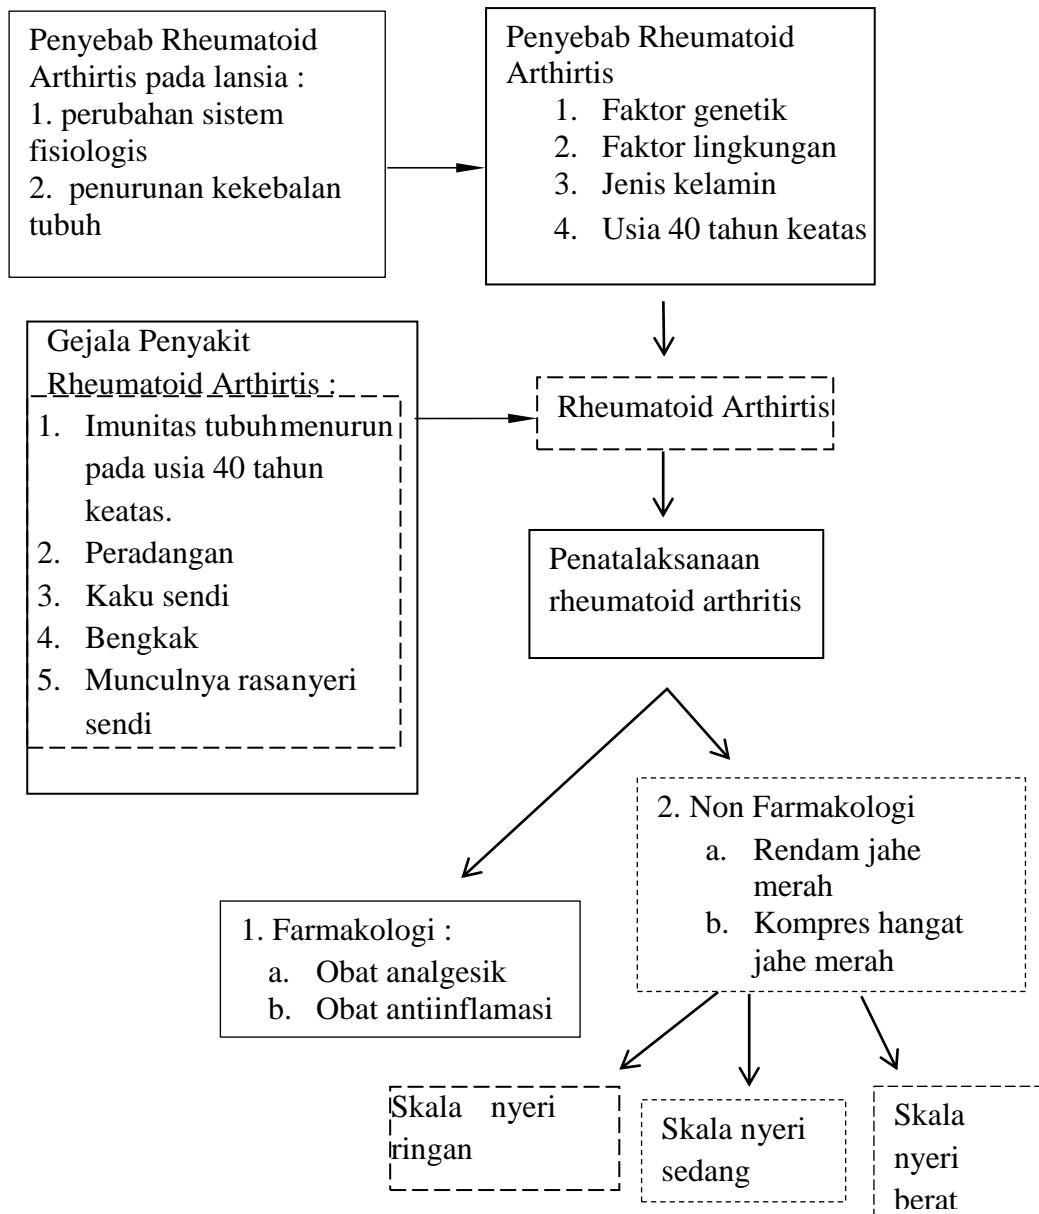 Penyebab Rheumatoid
Arthirtis pada lansia :
1. perubahan sistem
fisiologis
2. penurunan kekebalan
tubuh
Penyebab Rheumatoid
Arthirtis
1. Faktor genetik
2. Faktor lingkungan
3. Jenis kelamin
4. Usia 40 tahun keatas
Gejala Penyakit
Rheumatoid Arthirtis :
1. Imunitas tubuhmenurun
pada usia 40 tahun
keatas.
2. Peradangan
3. Kaku sendi
4. Bengkak
5. Munculnya rasanyeri
sendi
Rheumatoid Arthirtis
Penatalaksanaan
rheumatoid arthritis
2. Non Farmakologi
a. Rendam jahe
merah
b. Kompres hangat
jahe merah
1. Farmakologi :
a. Obat analgesik
b. Obat antiinflamasi
Skala nyeri
ringan
Skala nyeri
sedang
Skala
nyeri
berat